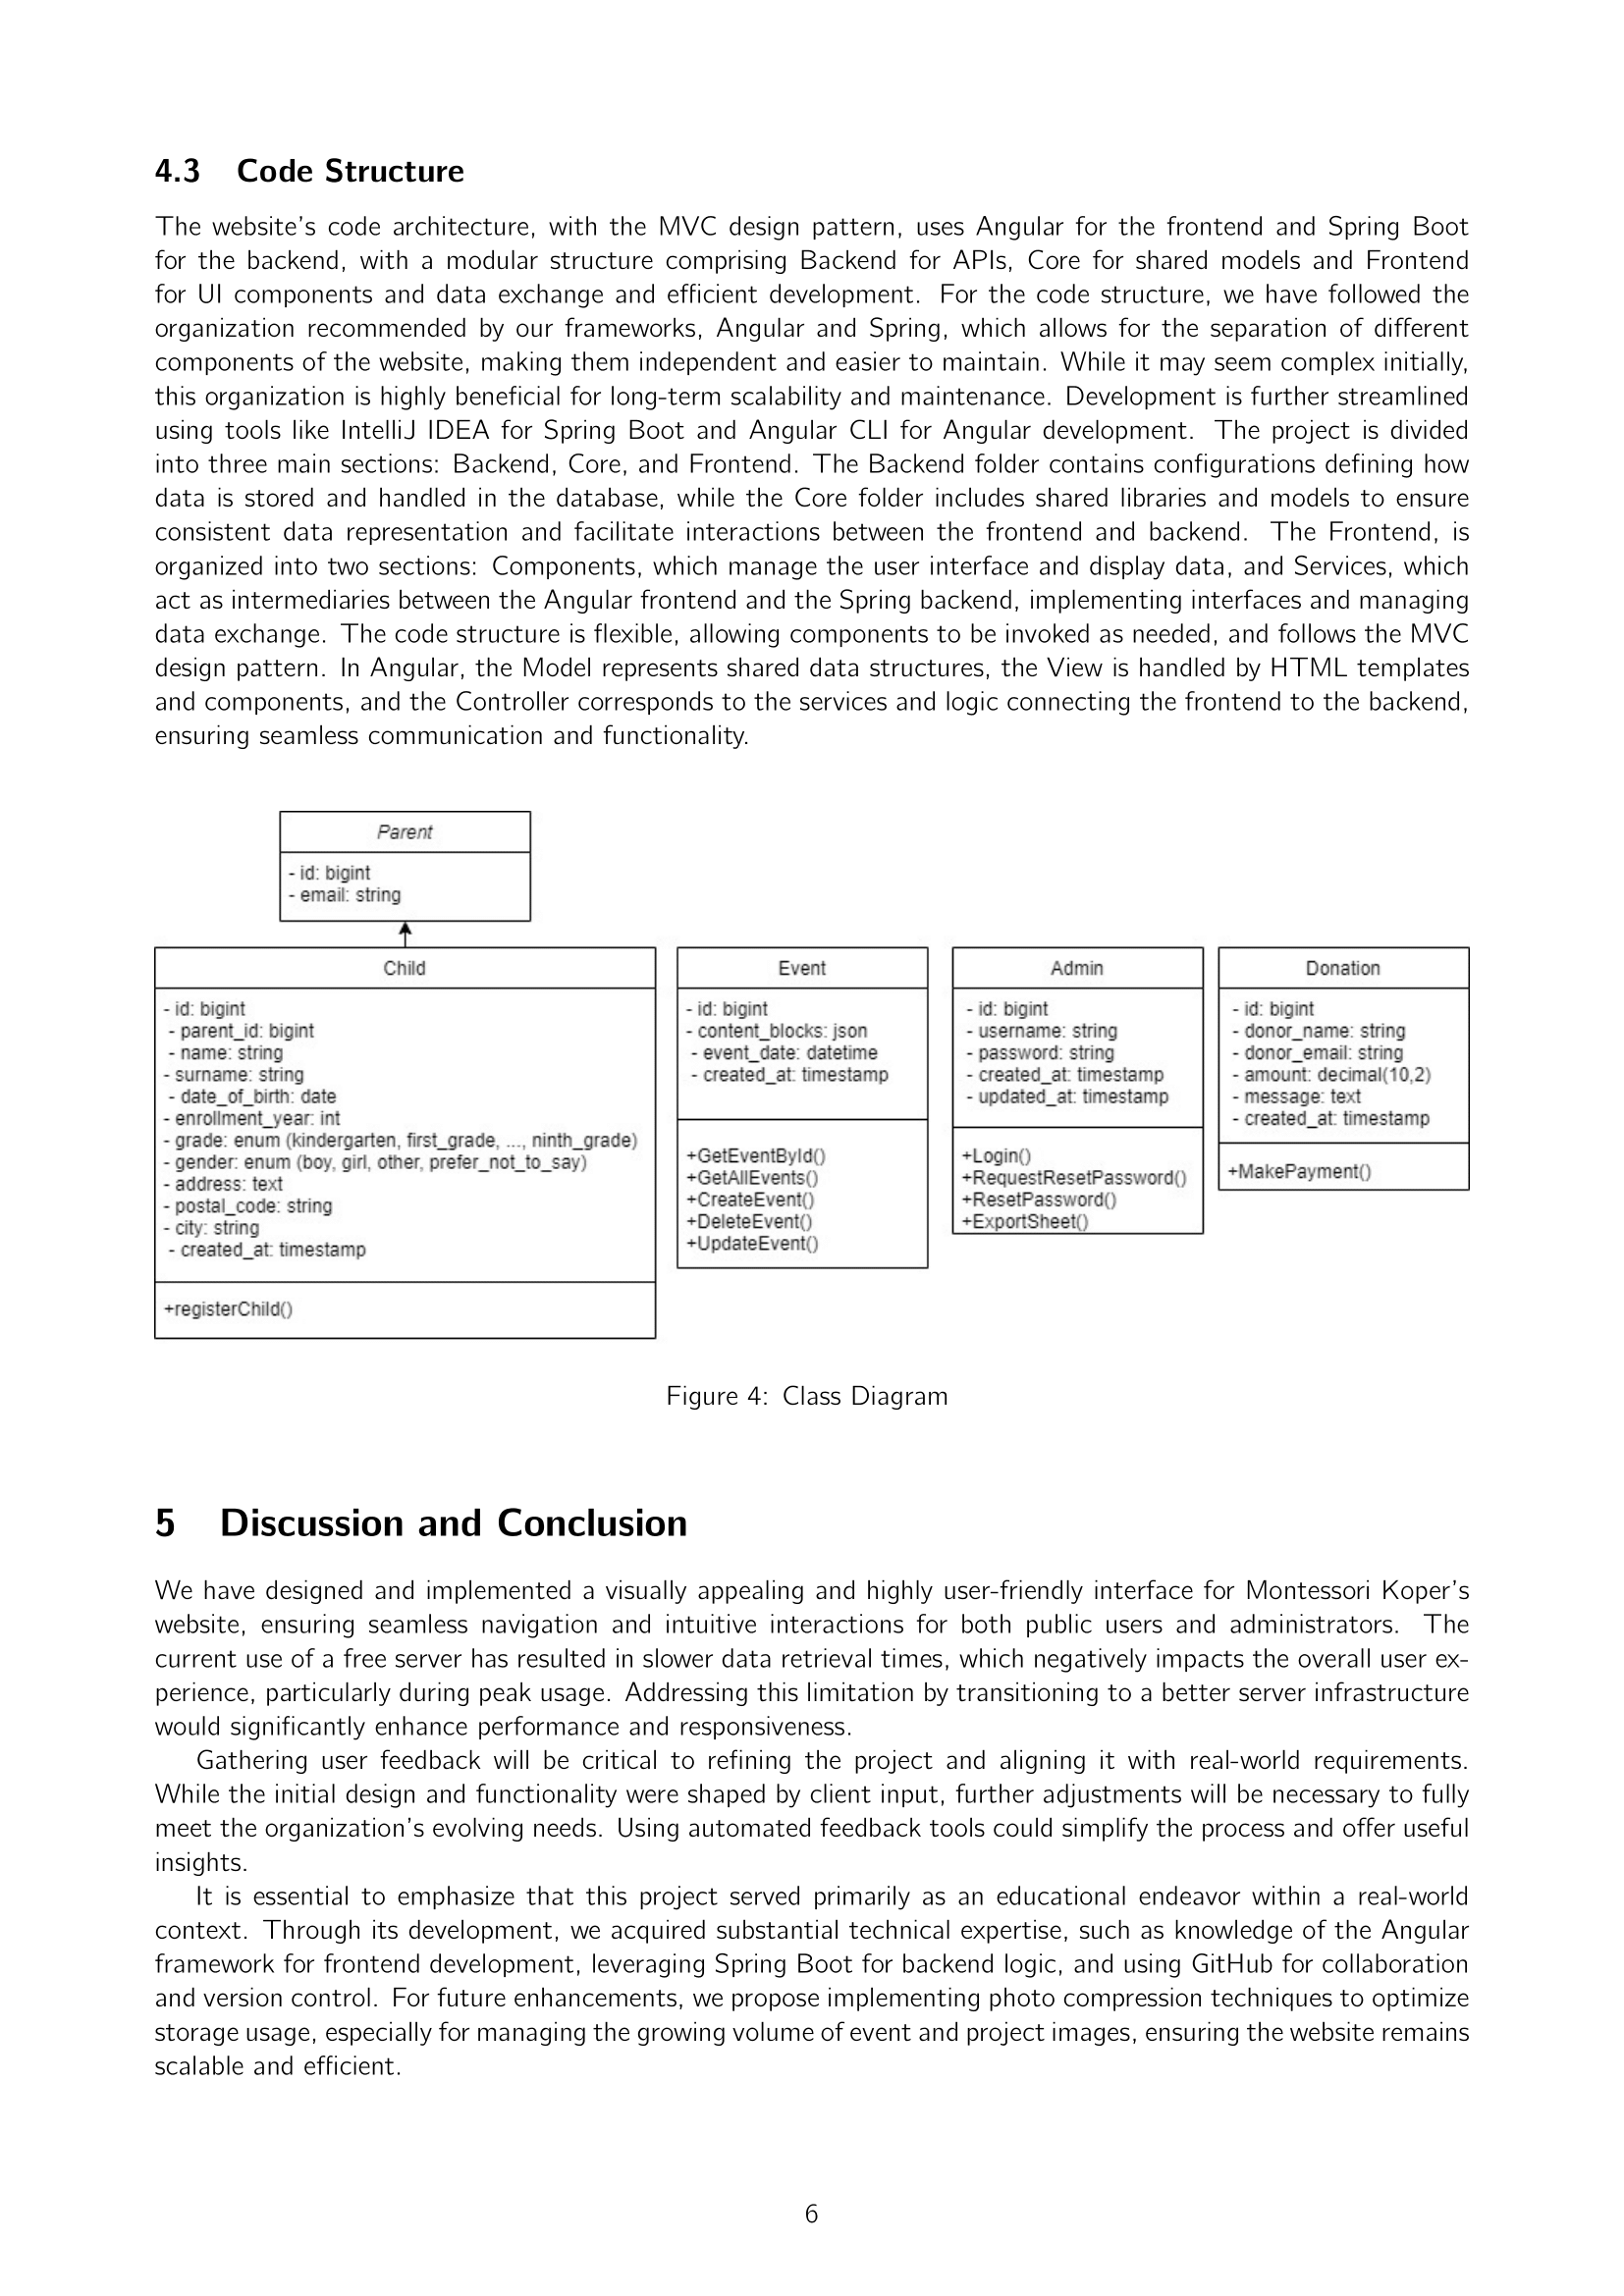 4.3 Code Structure
The website's code architecture, with the MVC design pattern, uses Angular for the frontend and Spring Boot
for the backend, with a modular structure comprising Backend for APIs, Core for shared models and Frontend
for UI components and data exchange and efficient development. For the code structure, we have followed the
organization recommended by our frameworks, Angular and Spring, which allows for the separation of different
components of the website, making them independent and easier to maintain. While it may seem complex initially,
this organization is highly beneficial for long-term scalability and maintenance. Development is further streamlined
using tools like IntelliJ IDEA for Spring Boot and Angular CLI for Angular development. The project is divided
into three main sections: Backend, Core, and Frontend. The Backend folder contains configurations defining how
data is stored and handled in the database, while the Core folder includes shared libraries and models to ensure
consistent data representation and facilitate interactions between the frontend and backend. The Frontend, is
organized into two sections: Components, which manage the user interface and display data, and Services, which
act as intermediaries between the Angular frontend and the Spring backend, implementing interfaces and managing
data exchange. The code structure is flexible, allowing components to be invoked as needed, and follows the MVC
design pattern. In Angular, the Model represents shared data structures, the View is handled by HTML templates
and components, and the Controller corresponds to the services and logic connecting the frontend to the backend,
ensuring seamless communication and functionality.
Parent
- id: bigint
- email: string
Child
- id: bigint
- parent_id: bigint
- name: string
- surname: string
- date_of_birth: date
- enrollment_year: int
- grade: enum (kindergarten, first_grade, ..., ninth_grade)
- gender: enum (boy, girl, other, prefer_not_to_say)
- address: text
- postal_code: string
- city: string
- created_at: timestamp
+registerChild()
Event
- id: bigint
- content_blocks: json
- event_date: datetime
- created_at: timestamp
+GetEventById()
+GetAllEvents()
+CreateEvent()
+DeleteEvent()
+UpdateEvent()
Admin
- id: bigint
- username: string
- password: string
- created_at: timestamp
- updated_at: timestamp
+Login()
+RequestResetPassword()
+ResetPassword()
+ExportSheet()
Donation
- id: bigint
- donor_name: string
- donor_email: string
- amount: decimal(10,2)
- message: text
- created_at: timestamp
+MakePayment()
Figure 4: Class Diagram
5 Discussion and Conclusion
We have designed and implemented a visually appealing and highly user-friendly interface for Montessori Koper's
website, ensuring seamless navigation and intuitive interactions for both public users and administrators. The
current use of a free server has resulted in slower data retrieval times, which negatively impacts the overall user ex-
perience, particularly during peak usage. Addressing this limitation by transitioning to a better server infrastructure
would significantly enhance performance and responsiveness.
Gathering user feedback will be critical to refining the project and aligning it with real-world requirements.
While the initial design and functionality were shaped by client input, further adjustments will be necessary to fully
meet the organization's evolving needs. Using automated feedback tools could simplify the process and offer useful
insights.
It is essential to emphasize that this project served primarily as an educational endeavor within a real-world
context. Through its development, we acquired substantial technical expertise, such as knowledge of the Angular
framework for frontend development, leveraging Spring Boot for backend logic, and using GitHub for collaboration
and version control. For future enhancements, we propose implementing photo compression techniques to optimize
storage usage, especially for managing the growing volume of event and project images, ensuring the website remains
scalable and efficient.
6